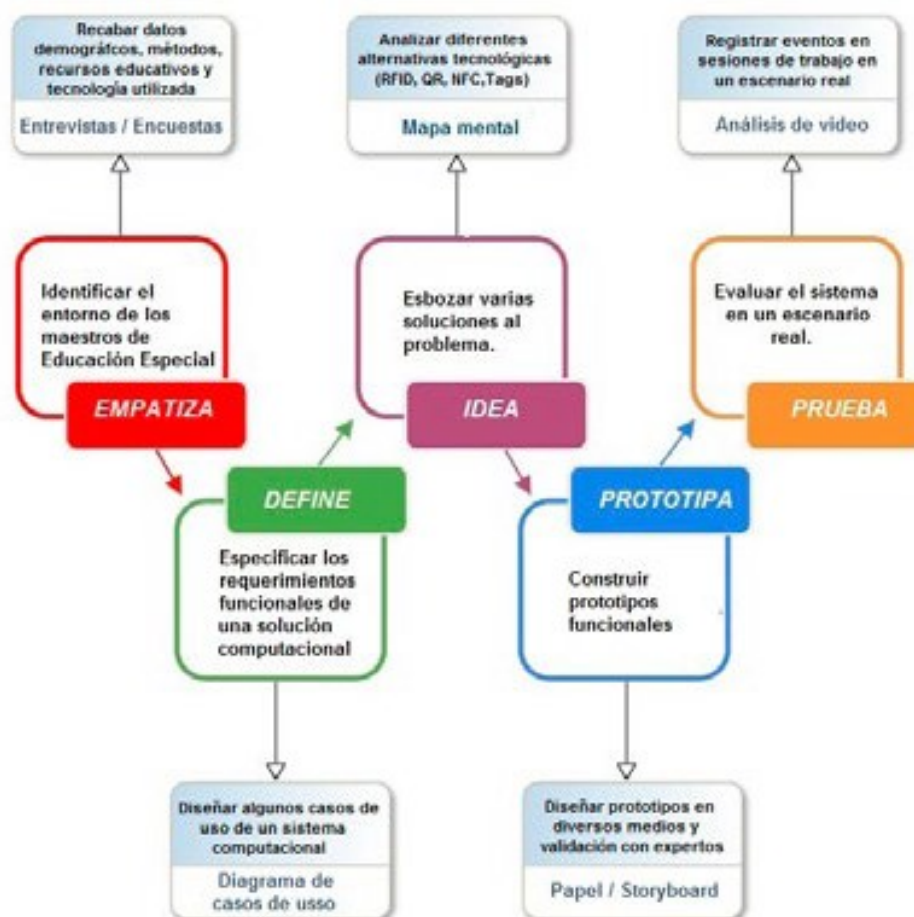 Recabar datos
demográfcos, métodos,
recursos educativos y
tecnología utilizada
Entrevistas / Encuestas
Analizar diferentes
alternativas tecnológicas
(RFID, QR, NFC,Tags)
Mapa mental
Registrar eventos en
sesiones de trabajo en
un escenario real
Análisis de video
Identificar el
entorno de los
maestros de
Educación Especial
EMPATIZA
Esbozar varias
soluciones al
problema.
IDEA
Evaluar el sistema
en un escenario
real.
PRUEBA
DEFINE
Especificar los
requerimientos
funcionales de
una solución
computacional
PROTOTIPA
Construir
prototipos
funcionales
Diseñar algunos casos de
uso de un sistema
computacional
Diagrama de
casos de usso
Diseñar prototipos en
diversos medios y
validación con expertos
Papel / Storyboard